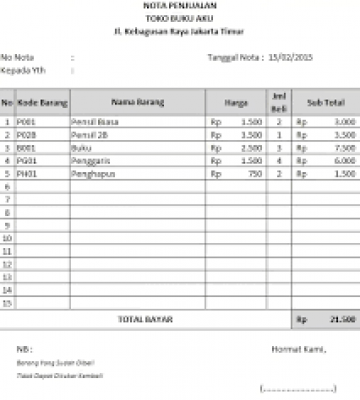 NOTA PENJUALAN
TOKO BUKU AKU
Jl. Kebagusan Raya Jakarta Timur
No Nota : Tanggal Nota : 15/02/2015
Kepada Yth :
No Kode Barang Nama Barang Harga Jml Beli Sub Total
1 P001 Pensil Biasa Rp 1.500 2 Rp 3.000
2 P02B Pensil 2B Rp 3.500 1 Rp 3.500
3 B001 Buku Rp 2.500 3 Rp 7.500
4 PG01 Penggaris Rp 1.500 4 Rp 6.000
5 PH01 Penghapus Rp 750 2 Rp 1.500
6
7
8
9
10
11
12
13
14
15
TOTAL BAYAR Rp 21.500
NB : Hormat Kami,
Barang Yang Sudah Dibeli
Tidak Dapat Ditukar Kembali
(....................)